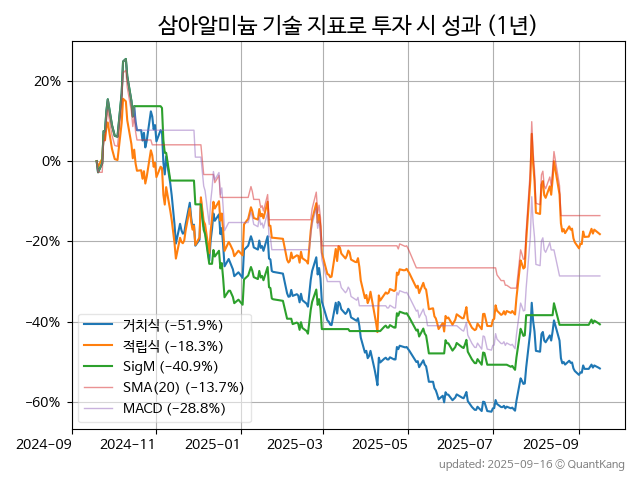 삼아알미늄 기술 지표로 투자 시 성과 (1년)
20%
0%
−20%
−40%
−60%
거치식 (−51.9%)
적립식 (−18.3%)
SigM (−40.9%)
SMA(20) (−13.7%)
MACD (−28.8%)
2024-09 2024-11 2025-01 2025-03 2025-05 2025-07 2025-09
updated: 2025-09-16 © QuantKang